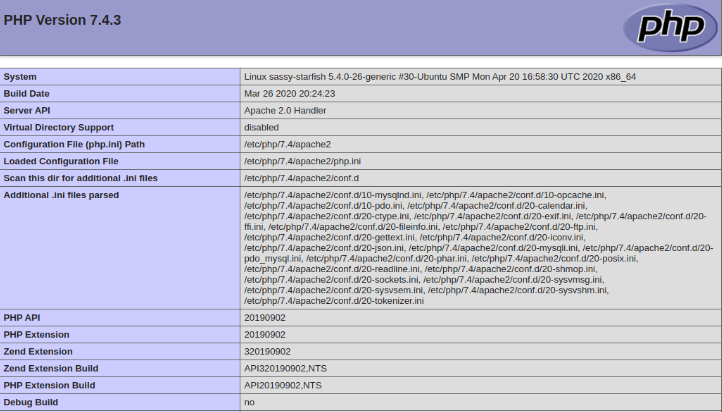 PHP Version 7.4.3
php
System Linux sassy-starfish 5.4.0-26-generic #30-Ubuntu SMP Mon Apr 20 16:58:30 UTC 2020 x86_64
Build Date Mar 26 2020 20:24:23
Server API Apache 2.0 Handler
Virtual Directory Support disabled
Configuration File (php.ini) Path /etc/php/7.4/apache2
Loaded Configuration File /etc/php/7.4/apache2/php.ini
Scan this dir for additional .ini files /etc/php/7.4/apache2/conf.d
Additional .ini files parsed /etc/php/7.4/apache2/conf.d/10-mysqlnd.ini, /etc/php/7.4/apache2/conf.d/10-opcache.ini,
/etc/php/7.4/apache2/conf.d/10-pdo.ini, /etc/php/7.4/apache2/conf.d/20-calendar.ini,
/etc/php/7.4/apache2/conf.d/20-ctype.ini, /etc/php/7.4/apache2/conf.d/20-exif.ini, /etc/php/7.4/apache2/conf.d/20-
ffi.ini, /etc/php/7.4/apache2/conf.d/20-fileinfo.ini, /etc/php/7.4/apache2/conf.d/20-ftp.ini,
/etc/php/7.4/apache2/conf.d/20-gettext.ini, /etc/php/7.4/apache2/conf.d/20-iconv.ini,
/etc/php/7.4/apache2/conf.d/20-json.ini, /etc/php/7.4/apache2/conf.d/20-mysqli.ini, /etc/php/7.4/apache2/conf.d/20-
pdo_mysql.ini, /etc/php/7.4/apache2/conf.d/20-phar.ini, /etc/php/7.4/apache2/conf.d/20-posix.ini,
/etc/php/7.4/apache2/conf.d/20-readline.ini, /etc/php/7.4/apache2/conf.d/20-shmop.ini,
/etc/php/7.4/apache2/conf.d/20-sockets.ini, /etc/php/7.4/apache2/conf.d/20-sysvmsg.ini,
/etc/php/7.4/apache2/conf.d/20-sysvsem.ini, /etc/php/7.4/apache2/conf.d/20-sysvshm.ini,
/etc/php/7.4/apache2/conf.d/20-tokenizer.ini
PHP API 20190902
PHP Extension 20190902
Zend Extension 320190902
Zend Extension Build API320190902,NTS
PHP Extension Build API20190902,NTS
Debug Build no